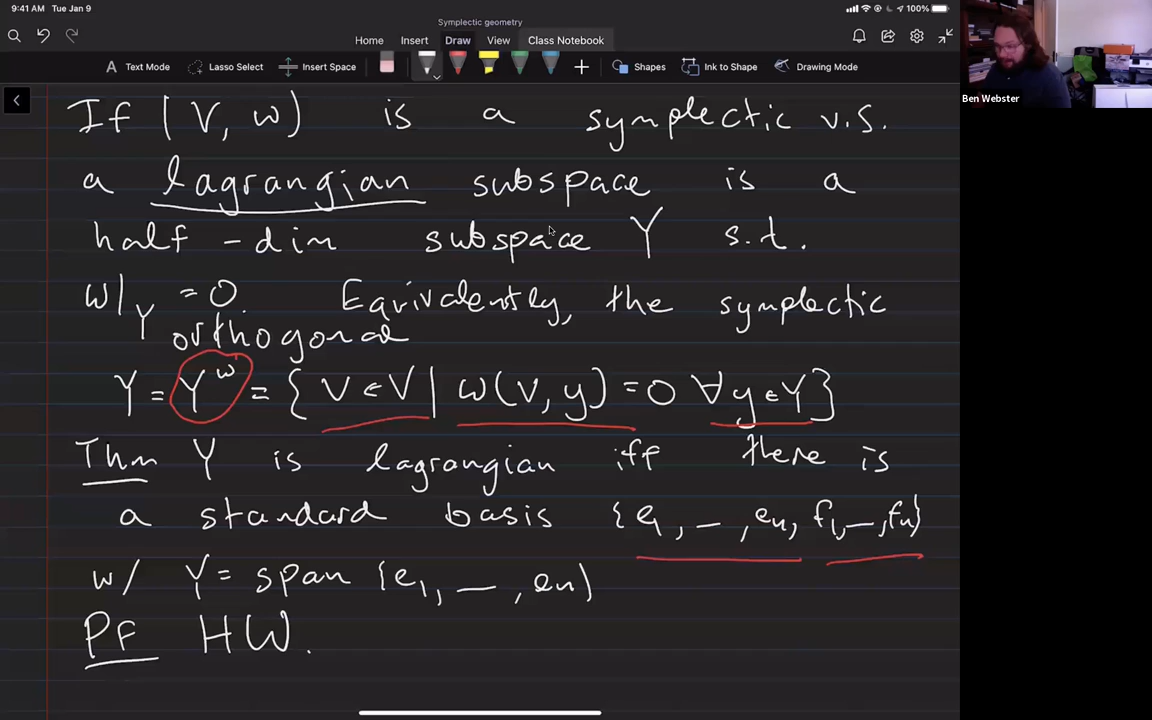 9:41 AM Tue Jan 9
100%
Symplectic geometry
Home Insert Draw View Class Notebook
Text Mode Lasso Select Insert Space Shapes Ink to Shape Drawing Mode
Ben Webster
If (V, ω) is a symplectic v.s.
a lagrangian subspace is a
half-dim subspace Y s.t.
ω|Y = 0. Equivalently, the symplectic
orthogonal
Y = Y^ω = { v ∈ V | ω(v, y) = 0 ∀ y ∈ Y }
Thm Y is lagrangian iff there is
a standard basis {e1, _ , en, f1, _ , fn}
w/ Y = span {e1, _ , en}
Pf HW.